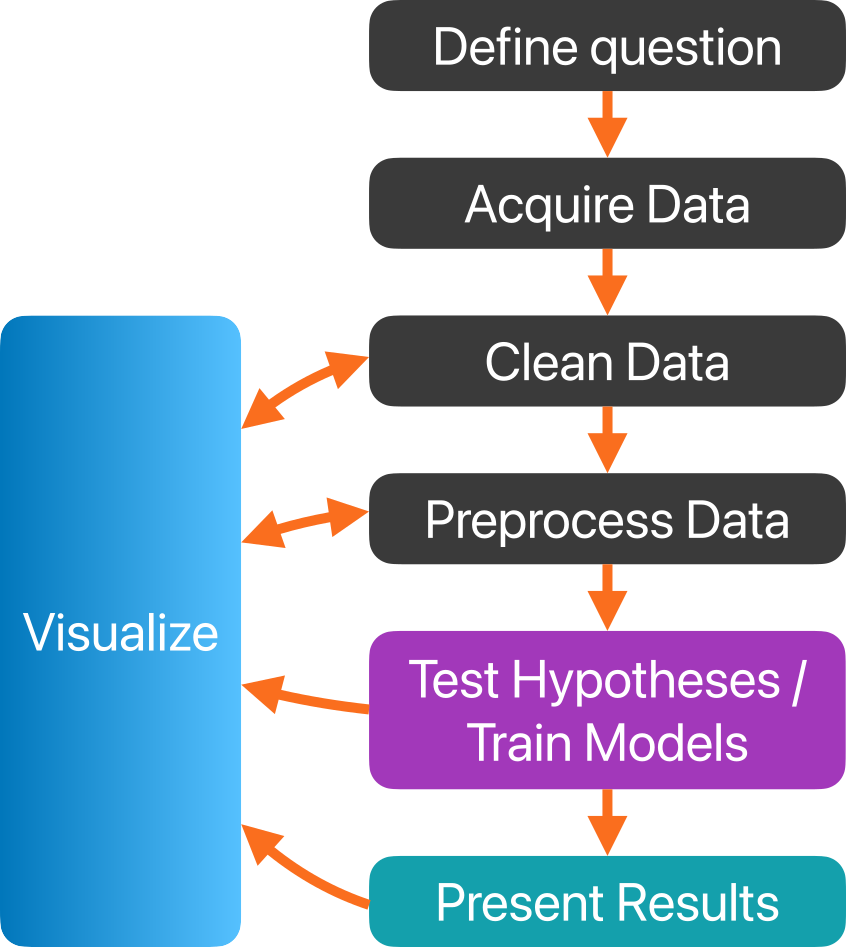 Define question
Acquire Data
Clean Data
Preprocess Data
Visualize
Test Hypotheses /
Train Models
Present Results